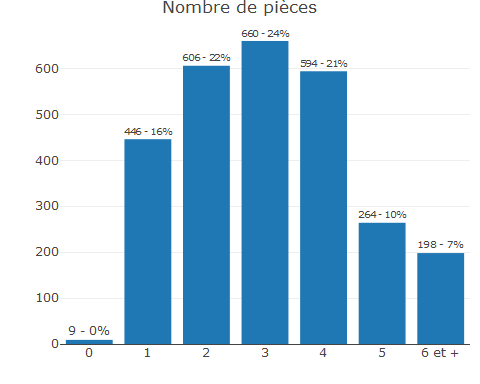 Nombre de pièces
660 - 24%
606 - 22%
594 - 21%
600
500
446 - 16%
400
300
264 - 10%
198 - 7%
200
100
9 - 0%
0
0 1 2 3 4 5 6 et +